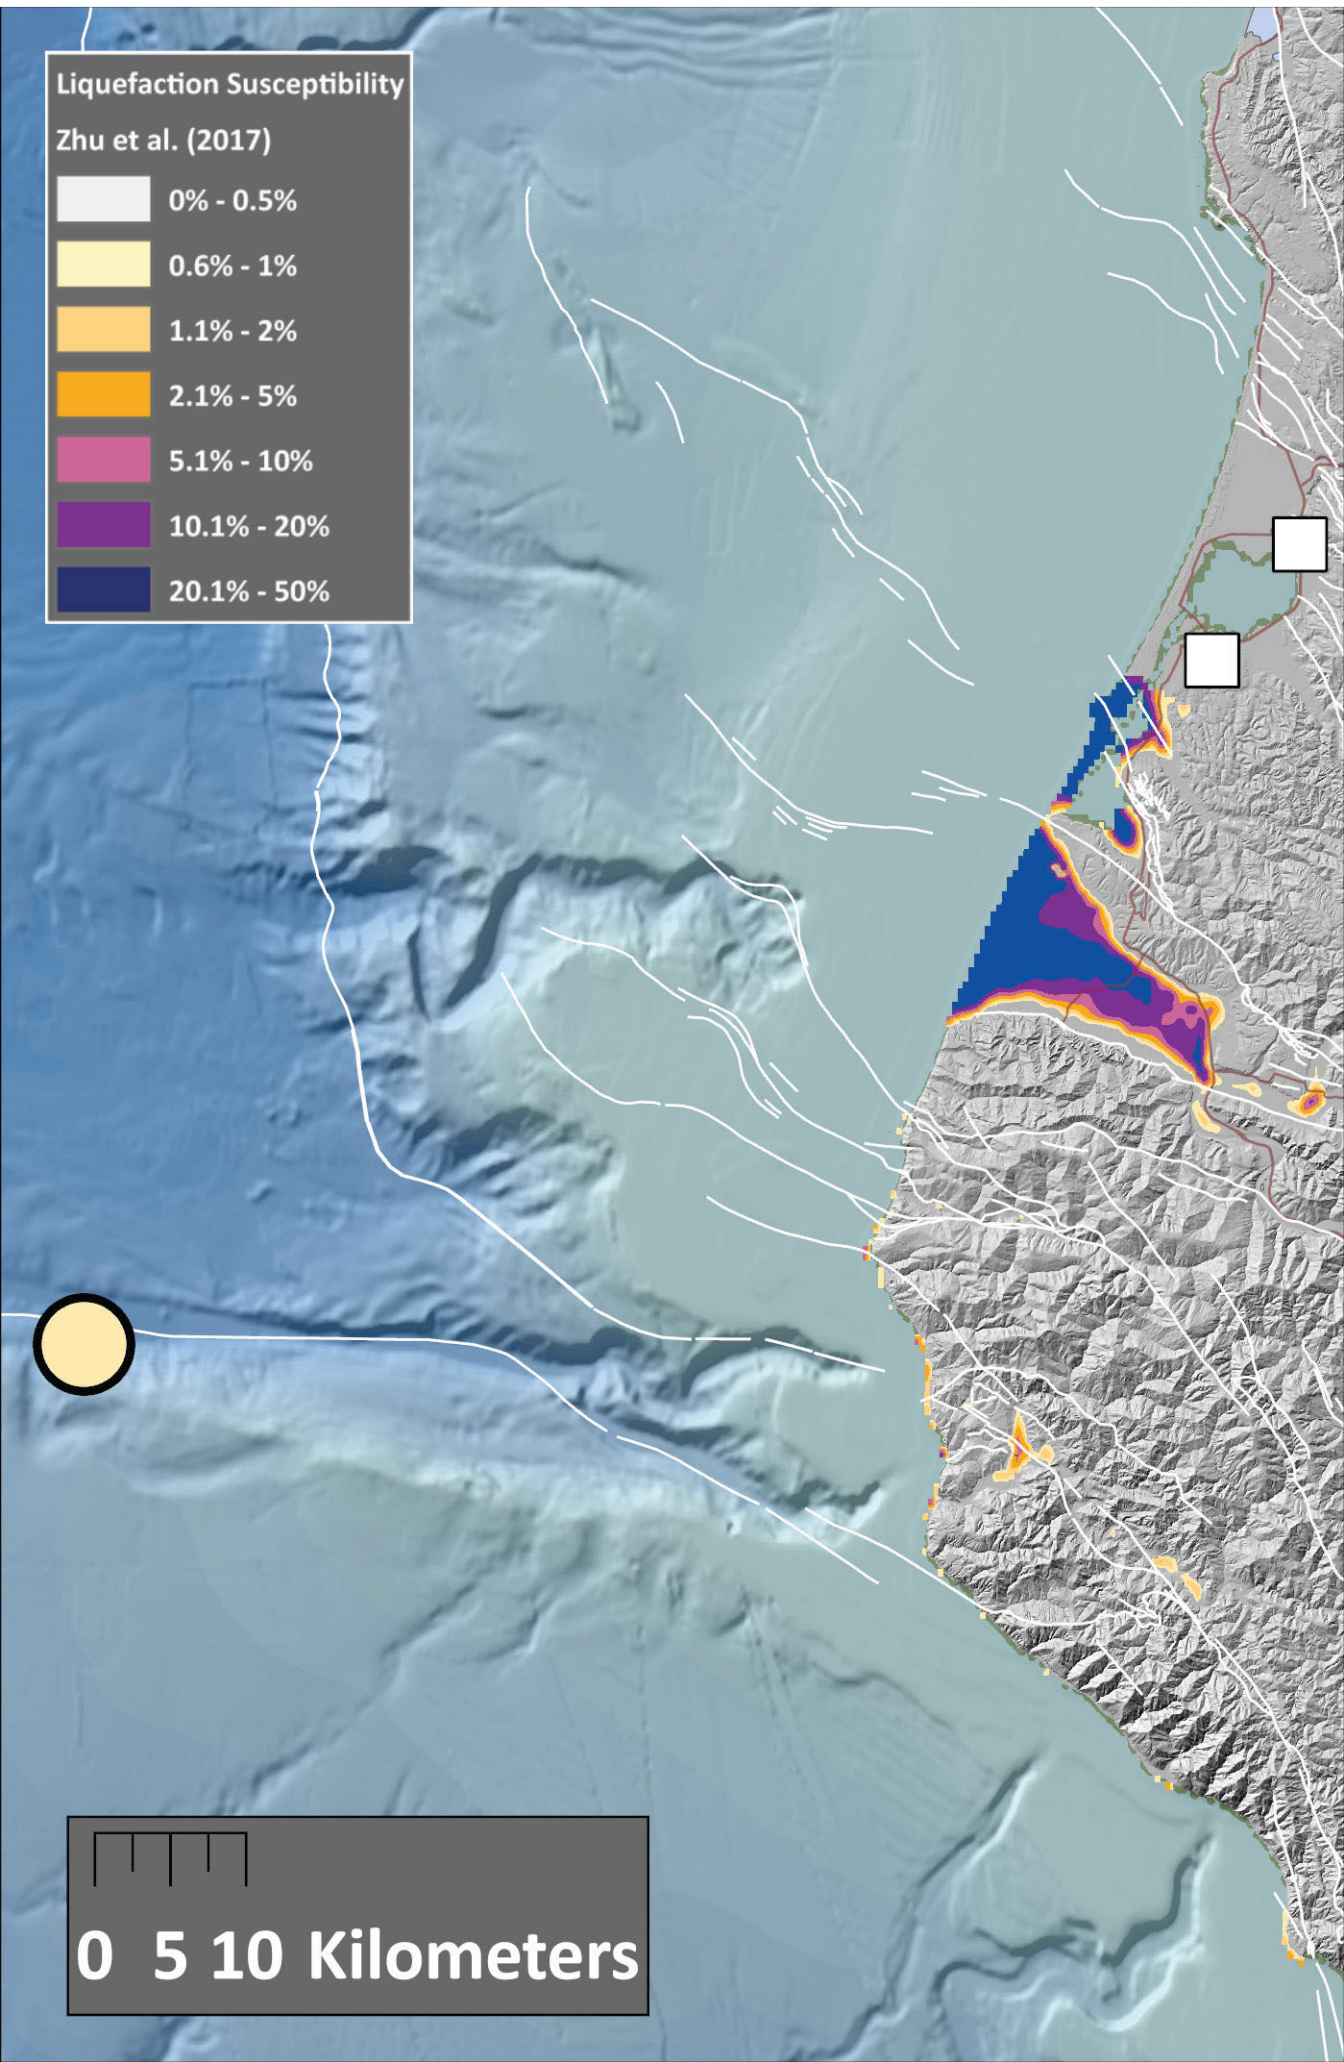 Liquefaction Susceptibility
Zhu et al. (2017)
0% - 0.5%
0.6% - 1%
1.1% - 2%
2.1% - 5%
5.1% - 10%
10.1% - 20%
20.1% - 50%
0 5 10 Kilometers